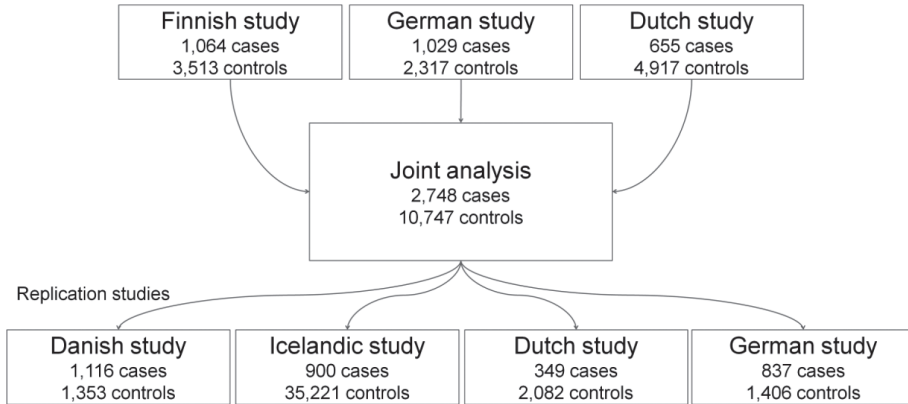 Finnish study
1,064 cases
3,513 controls
German study
1,029 cases
2,317 controls
Dutch study
655 cases
4,917 controls
Joint analysis
2,748 cases
10,747 controls
Replication studies
Danish study
1,116 cases
1,353 controls
Icelandic study
900 cases
35,221 controls
Dutch study
349 cases
2,082 controls
German study
837 cases
1,406 controls